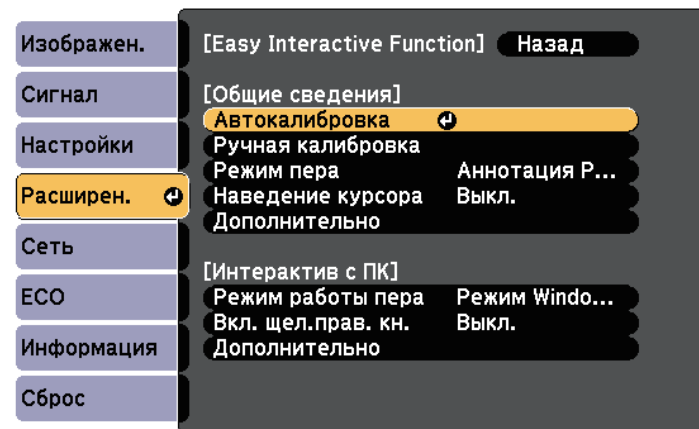 Изображен.
Сигнал
Настройки
Расширен.
Сеть
ECO
Информация
Сброс
[Easy Interactive Function] Назад
[Общие сведения]
Автокалибровка
Ручная калибровка
Режим пера Аннотация P...
Наведение курсора Выкл.
Дополнительно
[Интерактив с ПК]
Режим работы пера Режим Windo...
Вкл. щел.прав. кн. Выкл.
Дополнительно